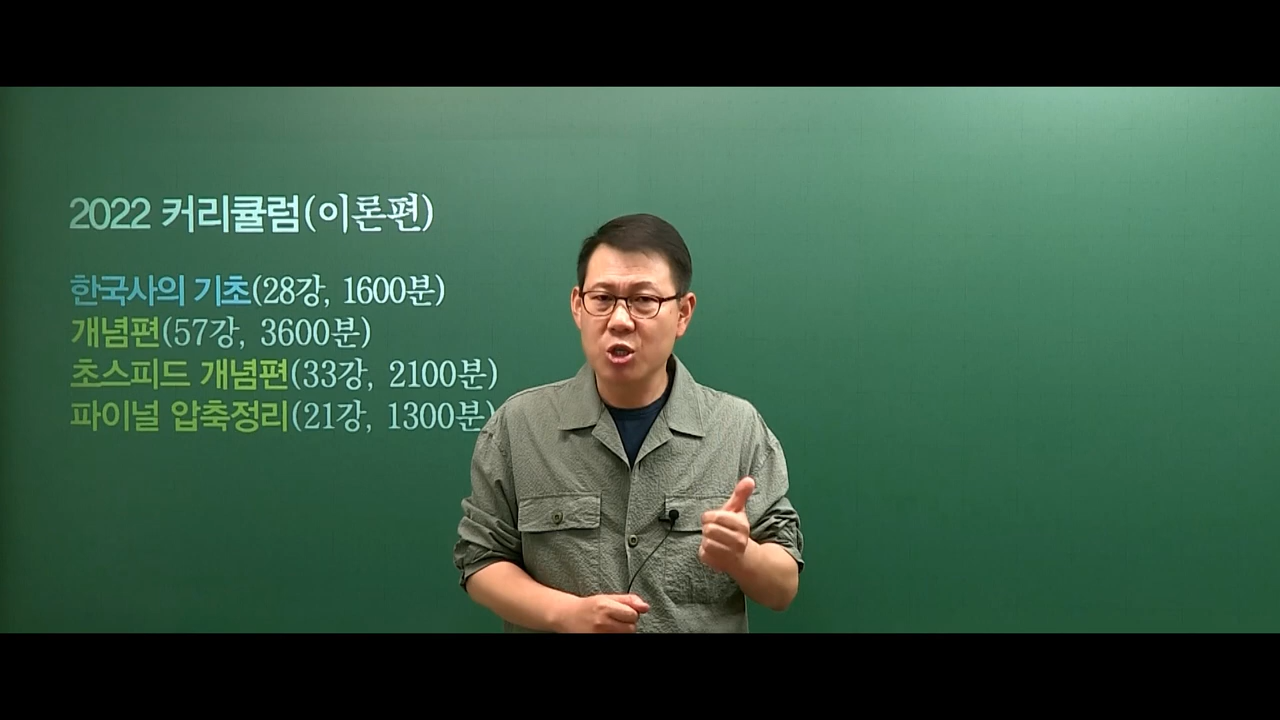 2022 커리큘럼(이론편)
한국사의 기초(28강, 1600분)
개념편(57강, 3600분)
초스피드 개념편(33강, 2100분)
파이널 압축정리(21강, 1300분)